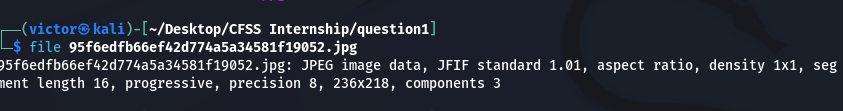 (victor㉿kali)-[~/Desktop/CFSS Internship/question1]
$ file 95f6edfb66ef42d774a5a34581f19052.jpg
95f6edfb66ef42d774a5a34581f19052.jpg: JPEG image data, JFIF standard 1.01, aspect ratio, density 1x1, seg
ment length 16, progressive, precision 8, 236x218, components 3